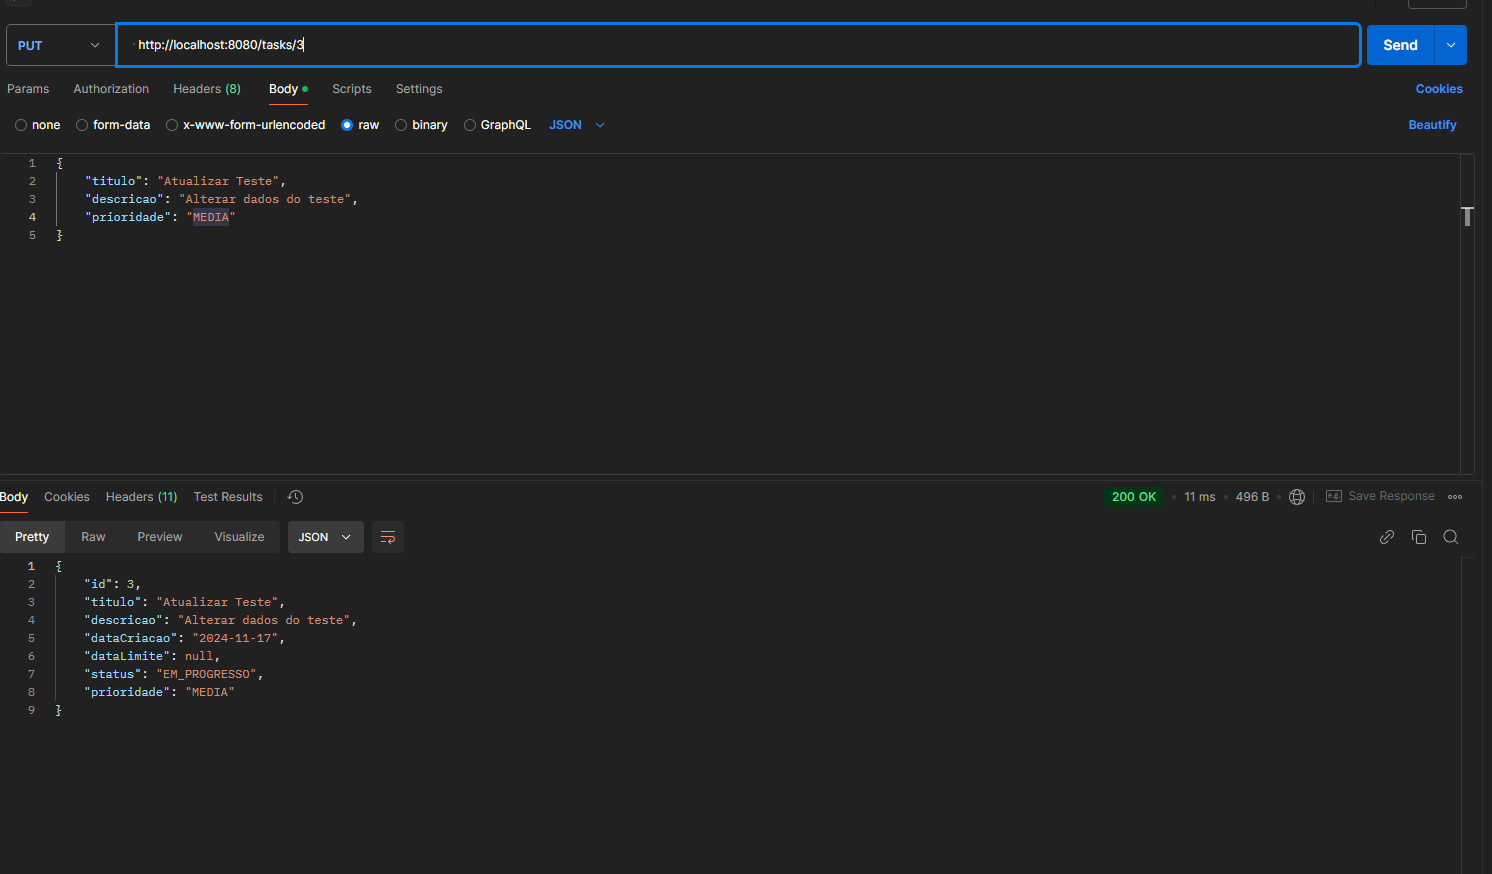 PUT
http://localhost:8080/tasks/3
Send
Params Authorization Headers (8) Body Scripts Settings Cookies
none form-data x-www-form-urlencoded raw binary GraphQL JSON Beautify
1 {
2 "titulo": "Atualizar Teste",
3 "descricao": "Alterar dados do teste",
4 "prioridade": "MEDIA"
5 }
Body Cookies Headers (11) Test Results 200 OK • 11 ms • 496 B • e.g. Save Response
Pretty Raw Preview Visualize JSON
1 {
2 "id": 3,
3 "titulo": "Atualizar Teste",
4 "descricao": "Alterar dados do teste",
5 "dataCriacao": "2024-11-17",
6 "dataLimite": null,
7 "status": "EM_PROGRESSO",
8 "prioridade": "MEDIA"
9 }